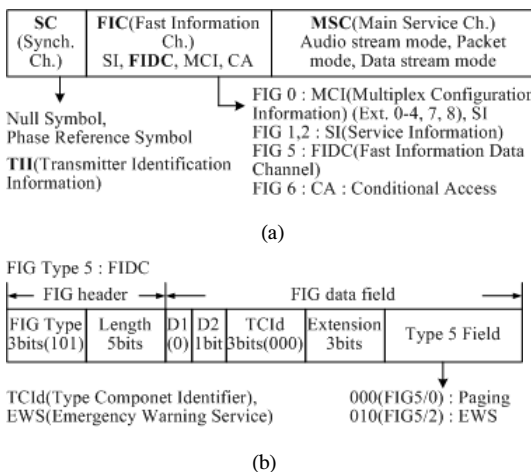 SC
(Synch.
Ch.)
FIC(Fast Information
Ch.)
SI, FIDC, MCI, CA
MSC(Main Service Ch.)
Audio stream mode, Packet
mode, Data stream mode
Null Symbol,
Phase Reference Symbol
TII(Transmitter Identification
Information)
FIG 0 : MCI(Multiplex Configuration
Information) (Ext. 0-4, 7, 8), SI
FIG 1,2 : SI(Service Information)
FIG 5 : FIDC(Fast Information Data
Channel)
FIG 6 : CA : Conditional Access
(a)
FIG Type 5 : FIDC
FIG header
FIG data field
FIG Type
3bits(101)
Length
5bits
D1
(0)
D2
1bit
TCId
3bits(000)
Extension
3bits
Type 5 Field
TCId(Type Componet Identifier),
EWS(Emergency Warning Service)
000(FIG5/0) : Paging
010(FIG5/2) : EWS
(b)